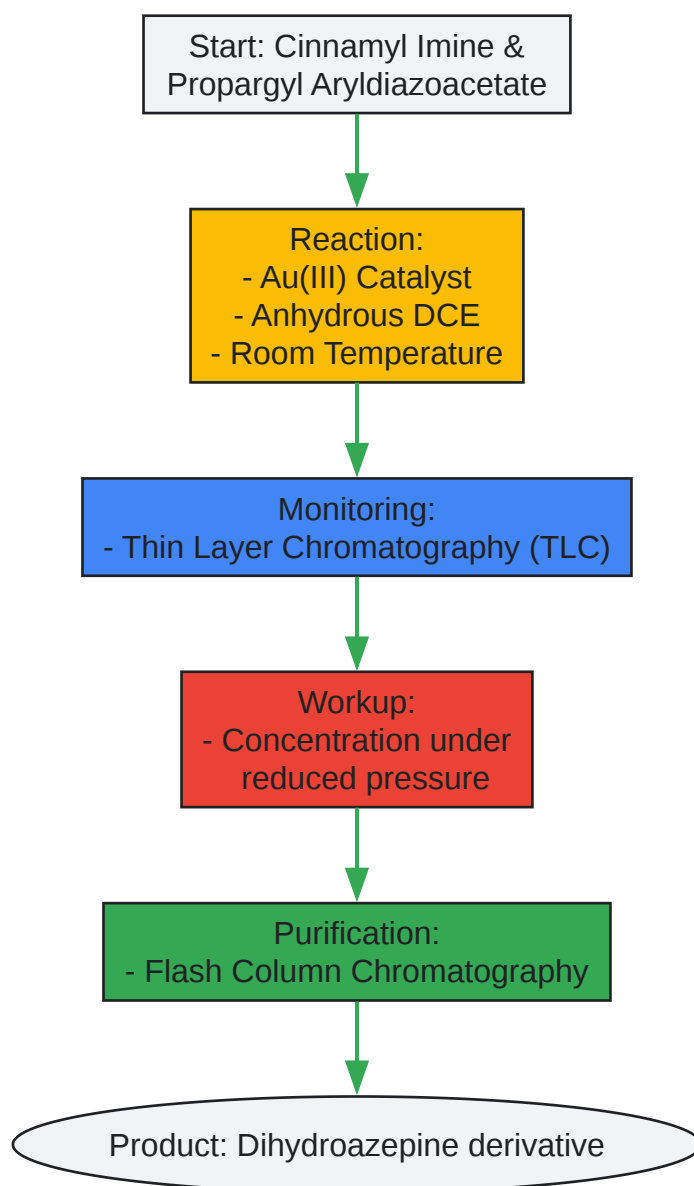 Start: Cinnamyl Imine &
Propargyl Aryldiazoacetate
Reaction:
- Au(III) Catalyst
- Anhydrous DCE
- Room Temperature
Monitoring:
- Thin Layer Chromatography (TLC)
Workup:
- Concentration under
reduced pressure
Purification:
- Flash Column Chromatography
Product: Dihydroazepine derivative